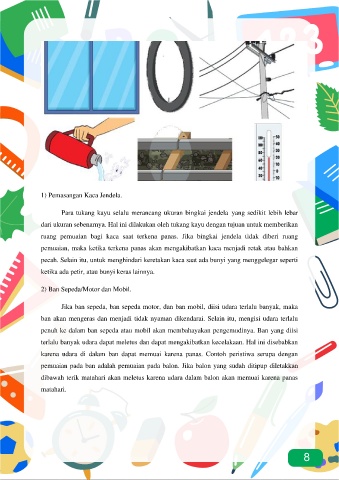 1) Pemasangan Kaca Jendela.
Para tukang kayu selalu merancang ukuran bingkai jendela yang sedikit lebih lebar
dari ukuran sebenarnya. Hal ini dilakukan oleh tukang kayu dengan tujuan untuk memberikan
ruang pemuaian bagi kaca saat terkena panas. Jika bingkai jendela tidak diberi ruang
pemuaian, maka ketika terkena panas akan mengakibatkan kaca menjadi retak atau bahkan
pecah. Selain itu, untuk menghindari keretakan kaca saat ada bunyi yang menggelegar seperti
ketika ada petir, atau bunyi keras lainnya.
2) Ban Sepeda/Motor dan Mobil.
Jika ban sepeda, ban sepeda motor, dan ban mobil, diisi udara terlalu banyak, maka
ban akan mengeras dan menjadi tidak nyaman dikendarai. Selain itu, mengisi udara terlalu
penuh ke dalam ban sepeda atau mobil akan membahayakan pengemudinya. Ban yang diisi
terlalu banyak udara dapat meletus dan dapat mengakibatkan kecelakaan. Hal ini disebabkan
karena udara di dalam ban dapat memuai karena panas. Contoh peristiwa serupa dengan
pemuaian pada ban adalah pemuaian pada balon. Jika balon yang sudah ditiup diletakkan
dibawah terik matahari akan meletus karena udara dalam balon akan memuai karena panas
matahari.
8